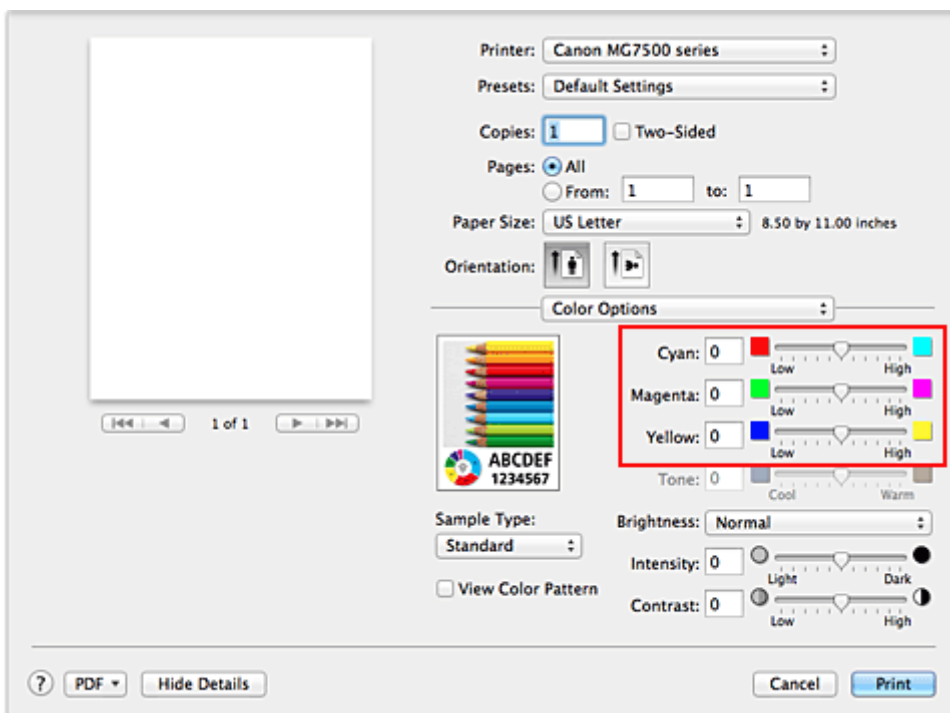 Printer: Canon MG7500 series
Presets: Default Settings
Copies: 1 Two-Sided
Pages: All
From: 1 to: 1
Paper Size: US Letter 8.50 by 11.00 inches
Orientation:
Color Options
1 of 1
ABCDEF
1234567
Cyan: 0
Low High
Magenta: 0
Low High
Yellow: 0
Low High
Tone: 0
Cool Warm
Sample Type:
Standard
View Color Pattern
Brightness: Normal
Intensity: 0
Light Dark
Contrast: 0
Low High
? PDF Hide Details Cancel Print